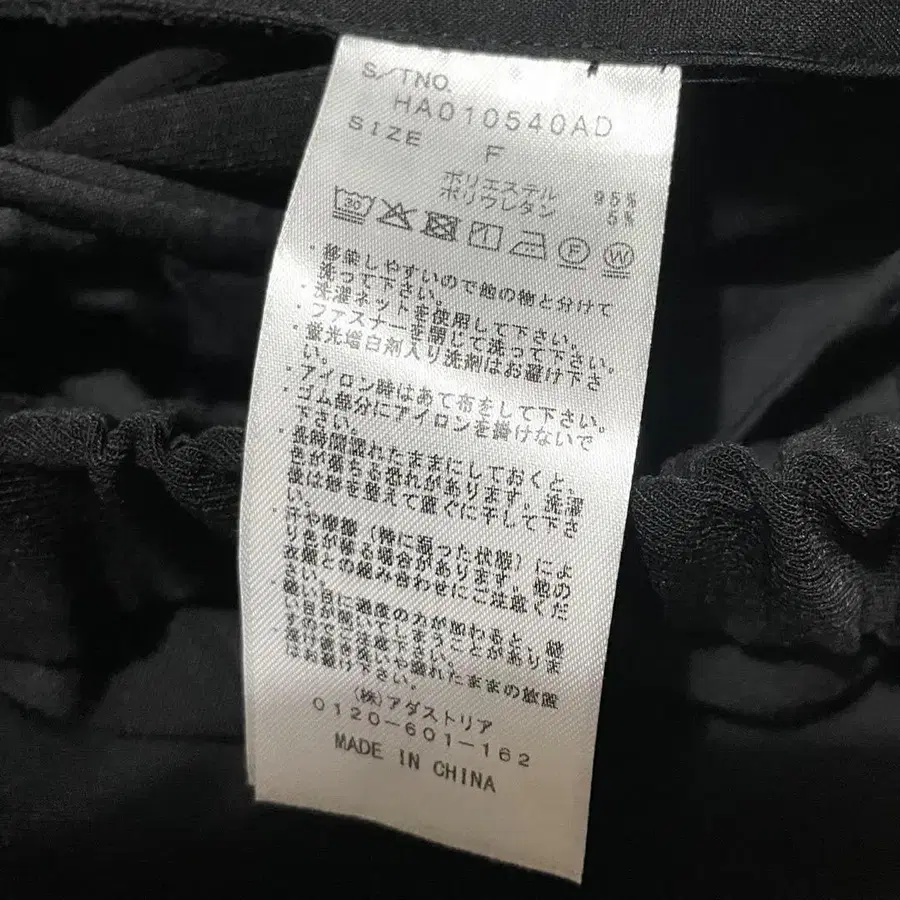 S/TNO.
HA010540AD
SIZE F
ポリエステル 95%
ポリウレタン 5%
30 F W
・移染しやすいので他の物と分けて
洗って下さい。
・洗濯ネットを使用して下さい。
・ファスナーを閉じて洗って下さい。
・蛍光増白剤入り洗剤はお避け下さ
い。
・アイロン時はあて布をして下さい。
・ゴム部分にアイロンを掛けないで
下さい。
・長時間濡れたままにしておくと、
色が落ちる恐れがあります。洗濯
後は形を整えて直ぐに干して下さ
い。
・汗や摩擦（特に湿った状態）によ
り色が移る場合があります。他の
衣類との組み合わせにご注意くだ
さい。
・縫い目に過度の力が加わると、縫
い目が開いてしまうことがありま
すのでご注意下さい。
・漬け置き洗いや濡れたままの放置
はお避け下さい。
(株)アダストリア
0120-601-162
MADE IN CHINA